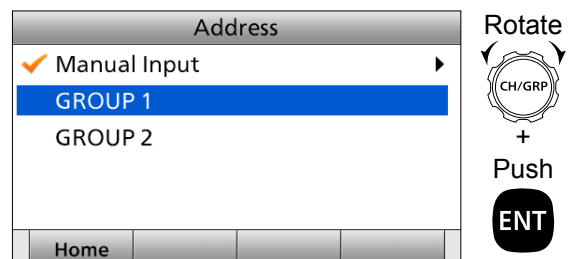 Address
Manual Input
GROUP 1
GROUP 2
Home
Rotate
CH/GRP
+
Push
ENT